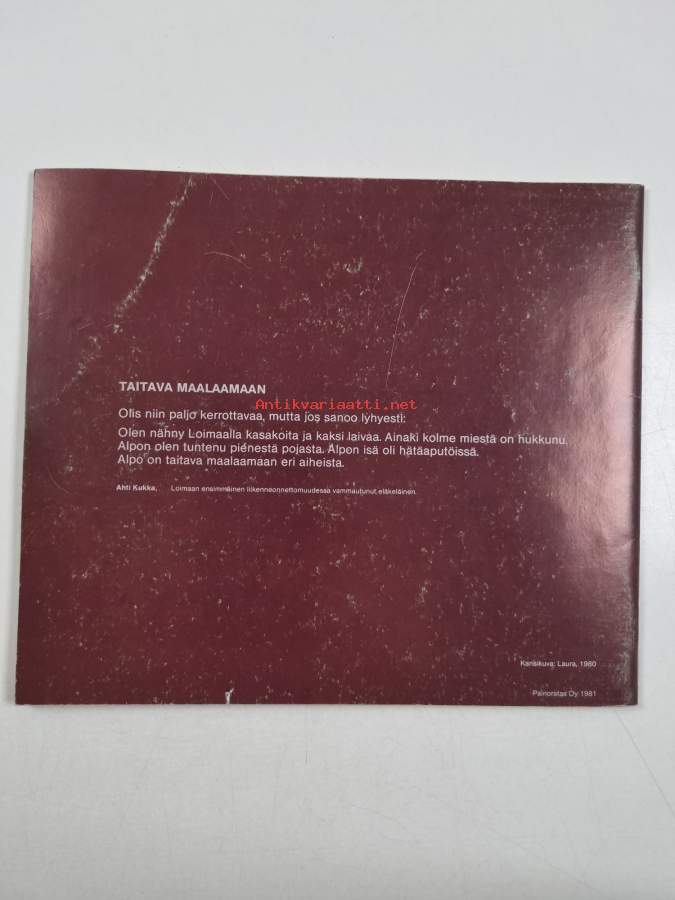 TAITAVA MAALAAMAAN
Antikvariaatti.net
Olis niin paljo kerrottavaa, mutta jos sanoo lyhyesti:
Olen nähny Loimaalla kasakoita ja kaksi laivaa. Ainaki kolme miestä on hukkunu.
Alpon olen tuntenu pienestä pojasta. Alpon isä oli hätäaputöissä.
Alpo on taitava maalaamaan eri aiheista.
Ahti Kukka, Loimaan ensimmäinen liikenneonnettomuudessa vammautunut eläkeläinen.
Kansikuva: Laura, 1980
Painoratas Oy 1981